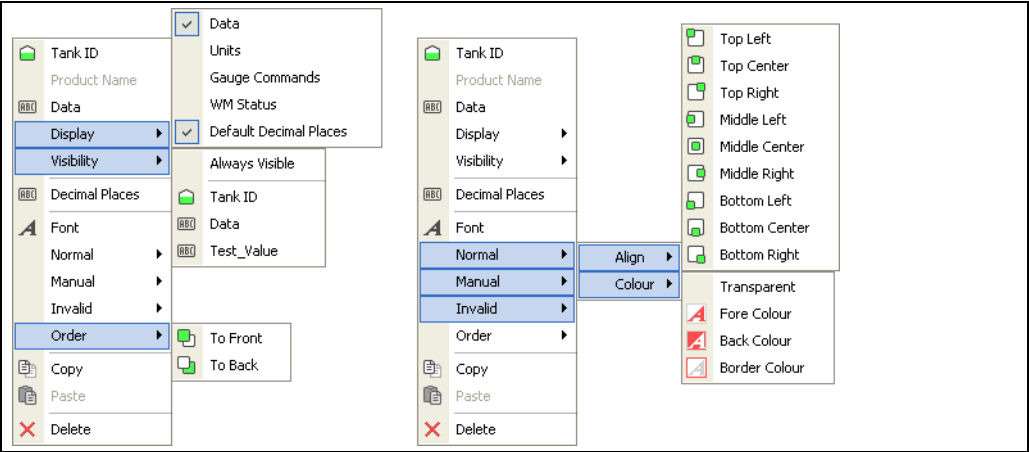 Tank ID
Product Name
Data
Display
Visibility
Decimal Places
Font
Normal
Manual
Invalid
Order
Copy
Paste
Delete
Data
Units
Gauge Commands
WM Status
Default Decimal Places
Always Visible
Tank ID
ABC Data
ABC Test_Value
To Front
To Back
Tank ID
Product Name
ABC Data
Display
Visibility
ABC Decimal Places
A Font
Normal
Manual
Invalid
Order
Copy
Paste
Delete
Align
Colour
Top Left
Top Center
Top Right
Middle Left
Middle Center
Middle Right
Bottom Left
Bottom Center
Bottom Right
Transparent
A Fore Colour
A Back Colour
A Border Colour